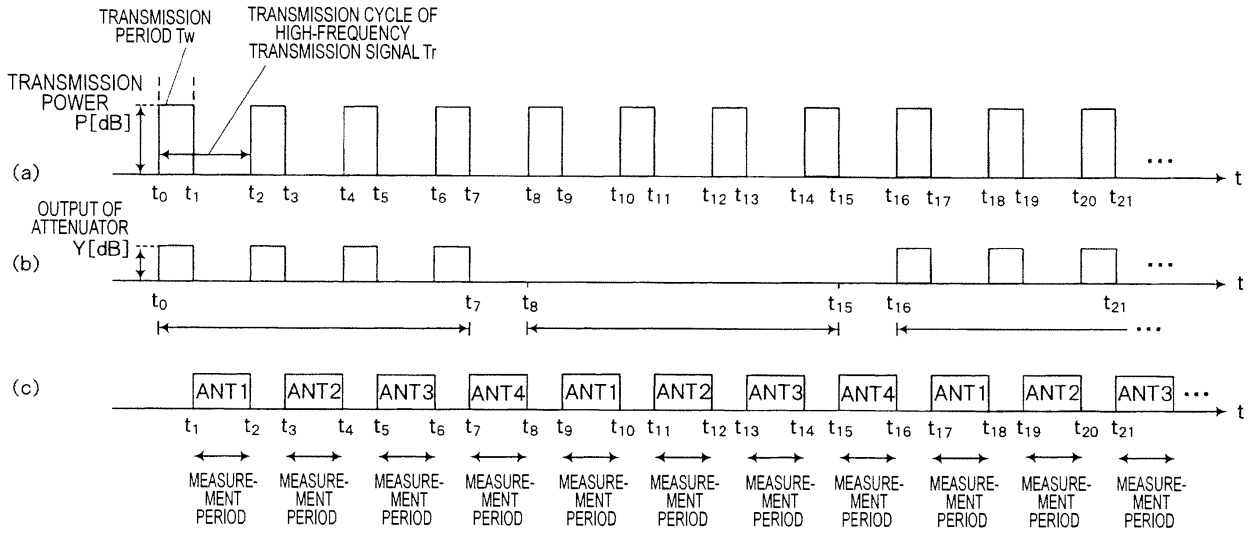 TRANSMISSION
PERIOD Tw
TRANSMISSION CYCLE OF
HIGH-FREQUENCY
TRANSMISSION SIGNAL Tr
TRANSMISSION
POWER
P[dB]
(a)
t0 t1 t2 t3 t4 t5 t6 t7 t8 t9 t10 t11 t12 t13 t14 t15 t16 t17 t18 t19 t20 t21
... t
OUTPUT OF
ATTENUATOR
Y[dB]
(b)
t0 t7 t8 t15 t16 t21
... t
...
(c)
ANT1 ANT2 ANT3 ANT4 ANT1 ANT2 ANT3 ANT4 ANT1 ANT2 ANT3 ...
t
t1 t2 t3 t4 t5 t6 t7 t8 t9 t10 t11 t12 t13 t14 t15 t16 t17 t18 t19 t20 t21
MEASURE- MEASURE- MEASURE- MEASURE- MEASURE- MEASURE- MEASURE- MEASURE- MEASURE- MEASURE- MEASURE-
MENT MENT MENT MENT MENT MENT MENT MENT MENT MENT MENT
PERIOD PERIOD PERIOD PERIOD PERIOD PERIOD PERIOD PERIOD PERIOD PERIOD PERIOD